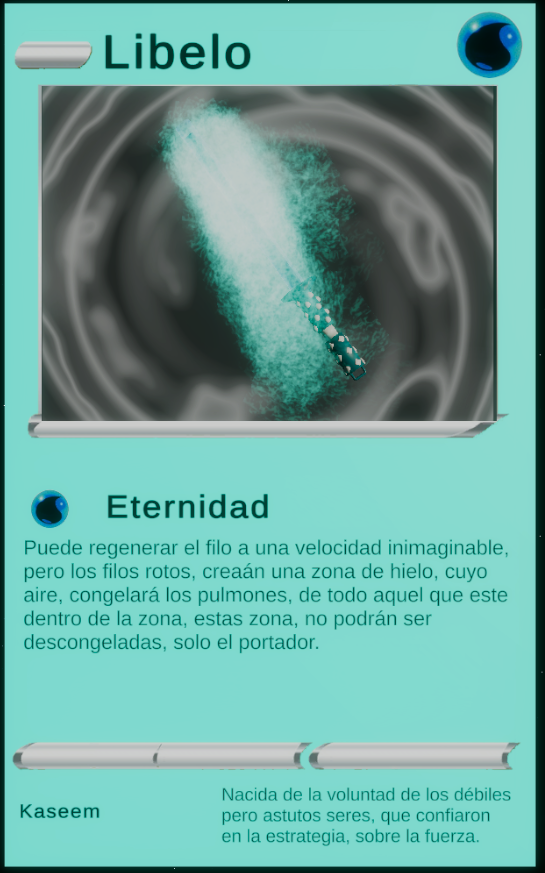 Libelo
Eternidad
Puede regenerar el filo a una velocidad inimaginable,
pero los filos rotos, creaán una zona de hielo, cuyo
aire, congelará los pulmones, de todo aquel que este
dentro de la zona, estas zona, no podrán ser
descongeladas, solo el portador.
Kaseem
Nacida de la voluntad de los débiles
pero astutos seres, que confiaron
en la estrategia, sobre la fuerza.